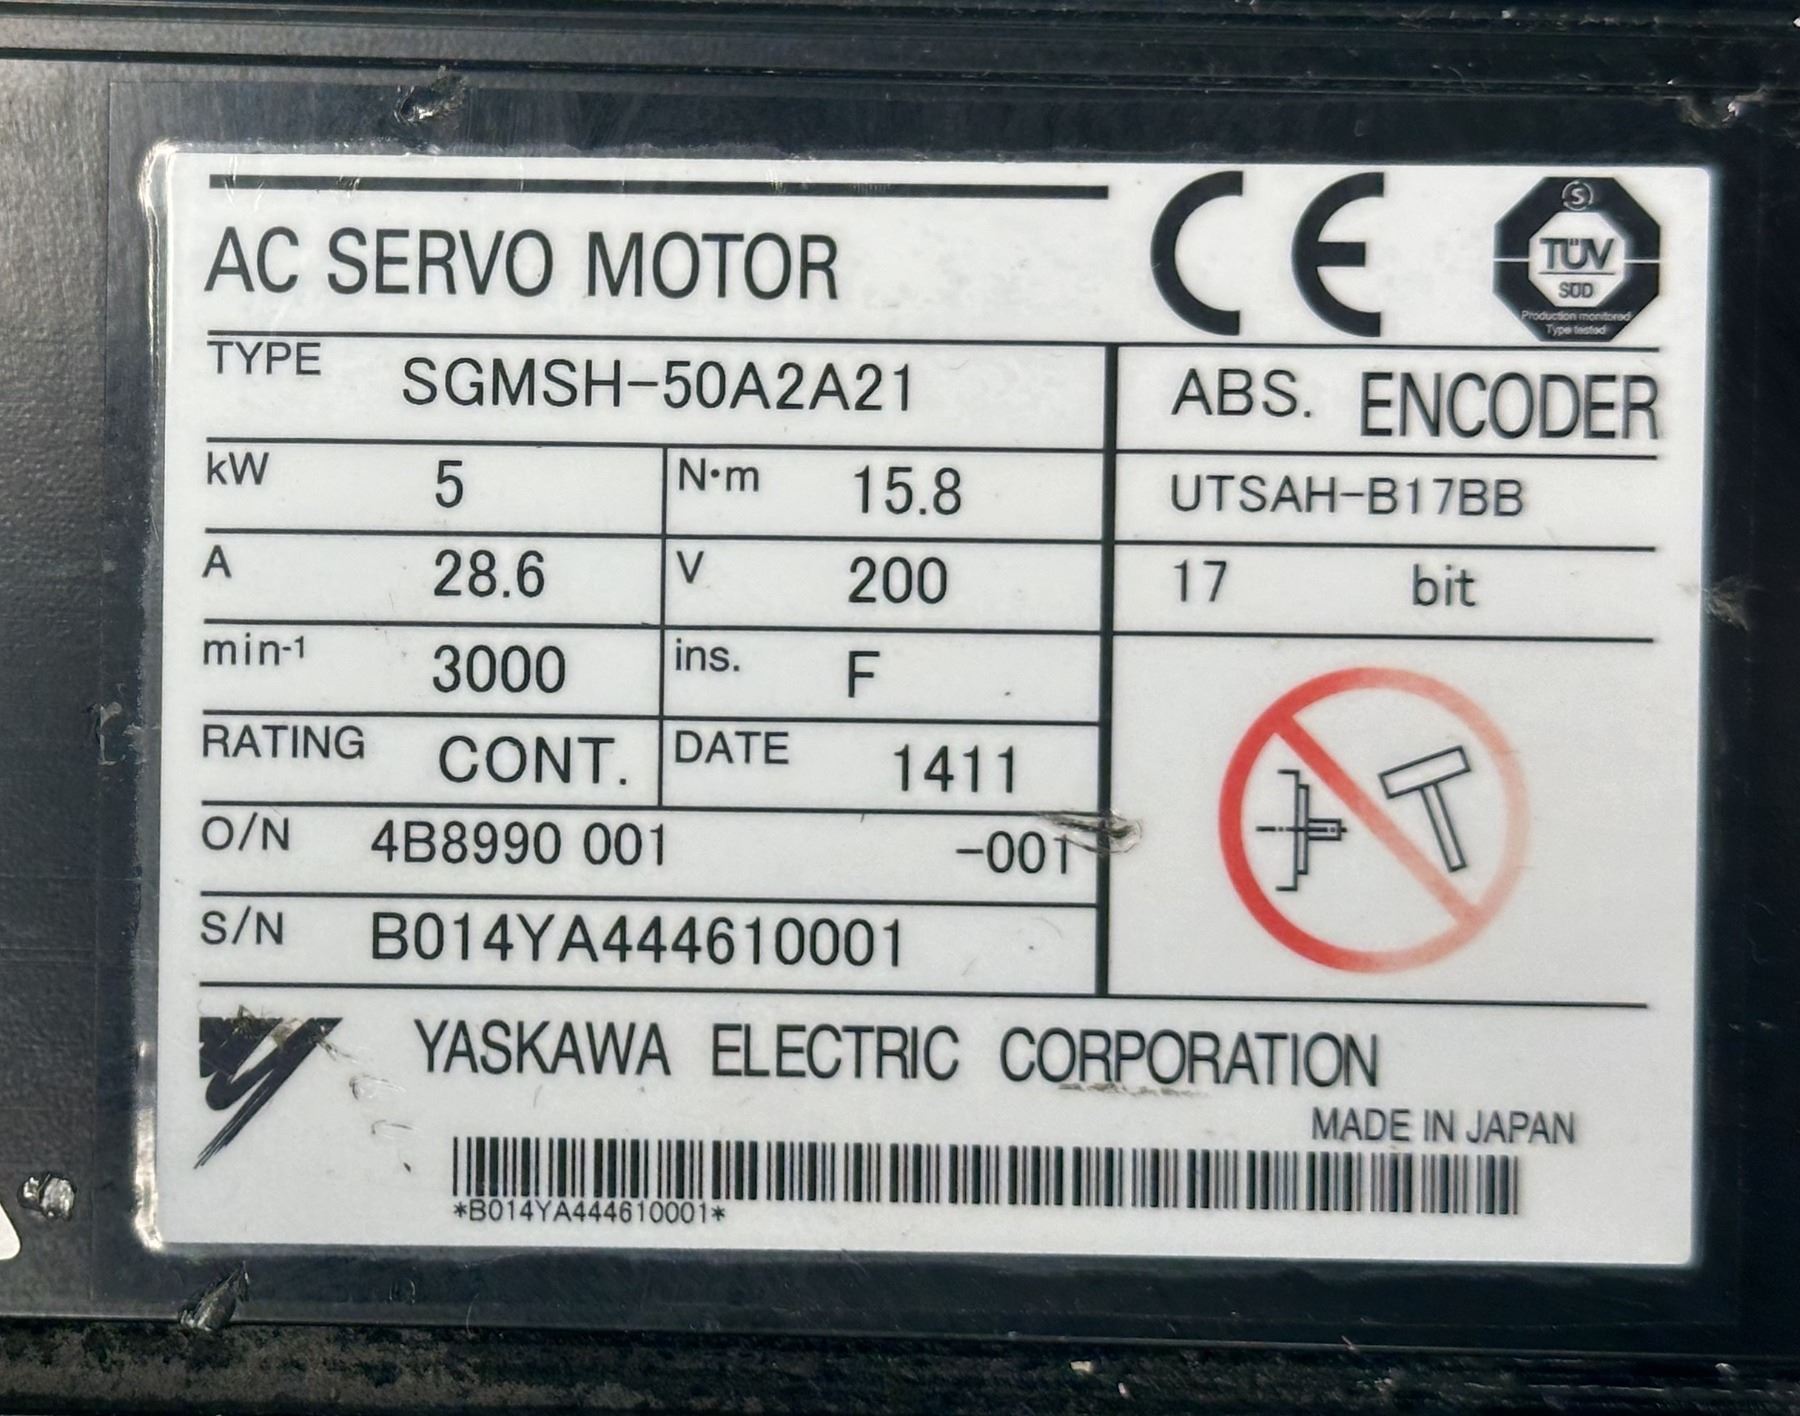 AC SERVO MOTOR
CE
S
TÜV
SÜD
Production monitored
Type tested
TYPE SGMSH-50A2A21
ABS. ENCODER
kW 5 N·m 15.8
UTSAH-B17BB
A 28.6 V 200
17 bit
min-1 3000 ins. F
RATING CONT. DATE 1411
O/N 4B8990 001 -001
S/N B014YA444610001
YASKAWA ELECTRIC CORPORATION
MADE IN JAPAN
*B014YA444610001*